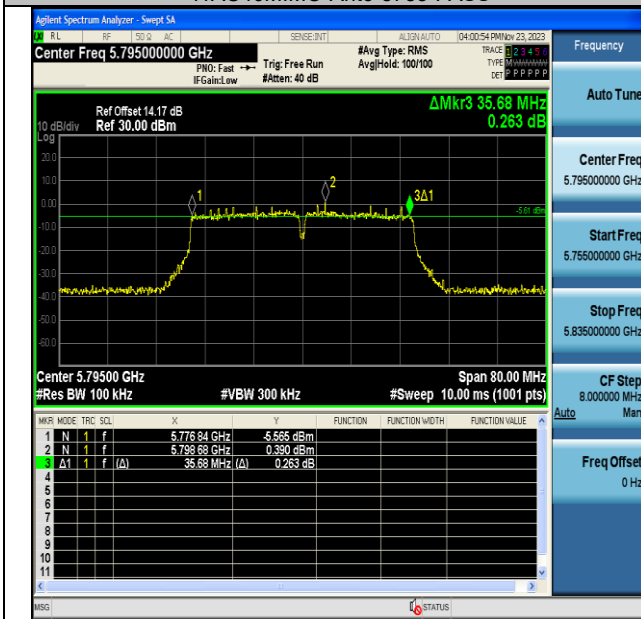 Agilent Spectrum Analyzer - Swept SA
RL RF 50 Ω AC SENSE:INT ALIGN AUTO 04:00:54 PM Nov 23, 2023
Center Freq 5.795000000 GHz
PNO: Fast
IFGain:Low
Trig: Free Run
#Atten: 40 dB
#Avg Type: RMS
Avg|Hold: 100/100
TRACE 1 2 3 4 5 6
TYPE M
DET P P P P P P
Ref Offset 14.17 dB
Ref 30.00 dBm
10 dB/div
Log
ΔMkr3 35.68 MHz
0.263 dB
20.0
10.0
0.00
-10.0
-20.0
-30.0
-40.0
-50.0
-60.0
1
2
3Δ1
-5.61 dBm
Center 5.79500 GHz
Span 80.00 MHz
#Res BW 100 kHz
#VBW 300 kHz
#Sweep 10.00 ms (1001 pts)
MKR MODE TRC SCL X Y FUNCTION FUNCTION WIDTH FUNCTION VALUE
1 N 1 f 5.776 84 GHz -5.565 dBm
2 N 1 f 5.798 68 GHz 0.390 dBm
3 Δ1 1 f (Δ) 35.68 MHz (Δ) 0.263 dB
4
5
6
7
8
9
10
11
MSG
STATUS
Frequency
Auto Tune
Center Freq
5.795000000 GHz
Start Freq
5.755000000 GHz
Stop Freq
5.835000000 GHz
CF Step
8.000000 MHz
Auto Man
Freq Offset
0 Hz